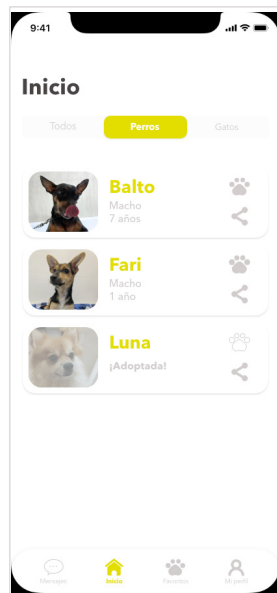 9:41
Inicio
Todos
Perros
Gatos
Balto
Macho
7 años
Fari
Macho
1 año
Luna
¡Adoptada!
Mensajes
Inicio
Favoritos
Mi perfil